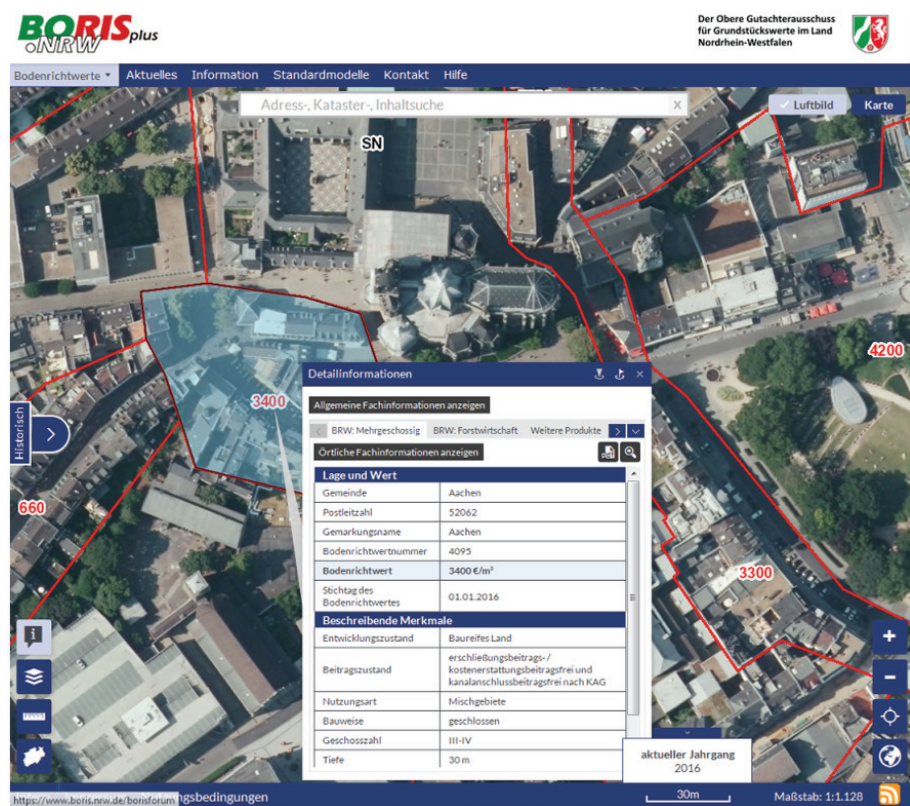 BORISplus
.NRW
Der Obere Gutachterausschuss
für Grundstückswerte im Land
Nordrhein-Westfalen
Bodenrichtwerte Aktuelles Information Standardmodelle Kontakt Hilfe
Adress-, Kataster-, Inhaltsuche x
✓ Luftbild Karte
SN
4200
3400
Historisch
660
3300
Detailinformationen ×
Allgemeine Fachinformationen anzeigen
BRW: Mehrgeschossig BRW: Forstwirtschaft Weitere Produkte
Örtliche Fachinformationen anzeigen
Lage und Wert
Gemeinde Aachen
Postleitzahl 52062
Gemarkungsname Aachen
Bodenrichtwertnummer 4095
Bodenrichtwert 3400 €/m²
Stichtag des
Bodenrichtwertes 01.01.2016
Beschreibende Merkmale
Entwicklungszustand Baureifes Land
Beitragszustand erschließungsbeitrags-/
kostenerstattungsbeitragsfrei und
kanalanschlussbeitragsfrei nach KAG
Nutzungsart Mischgebiete
Bauweise geschlossen
Geschosszahl III-IV
Tiefe 30 m
aktueller Jahrgang
2016
https://www.boris.nrw.de/borisforum
ngsbedingungen
30m
Maßstab: 1:1.128